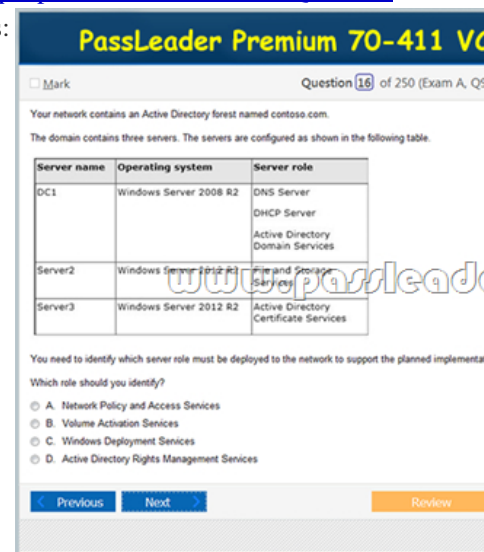 s:
PassLeader Premium 70-411 VC
Mark
Question 16 of 250 (Exam A, Q9
Your network contains an Active Directory forest named contoso.com.
The domain contains three servers. The servers are configured as shown in the following table.
Server name Operating system Server role
DC1 Windows Server 2008 R2 DNS Server
DHCP Server
Active Directory
Domain Services
Server2 Windows Server 2012 R2 File and Storage
Services
www.passleade
Server3 Windows Server 2012 R2 Active Directory
Certificate Services
You need to identify which server role must be deployed to the network to support the planned implementa
Which role should you identify?
A. Network Policy and Access Services
B. Volume Activation Services
C. Windows Deployment Services
D. Active Directory Rights Management Services
Previous Next Review